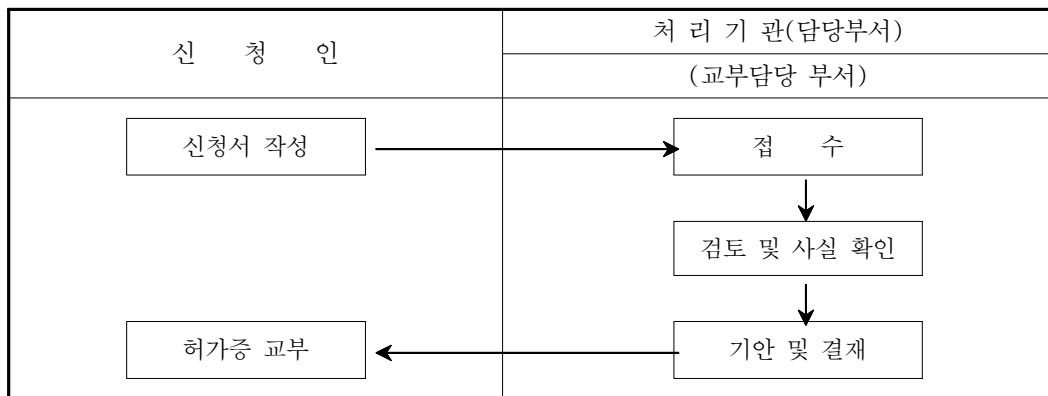 신 청 인
처 리 기 관(담당부서)
(교부담당 부서)
신청서 작성
접 수
검토 및 사실 확인
허가증 교부
기안 및 결재